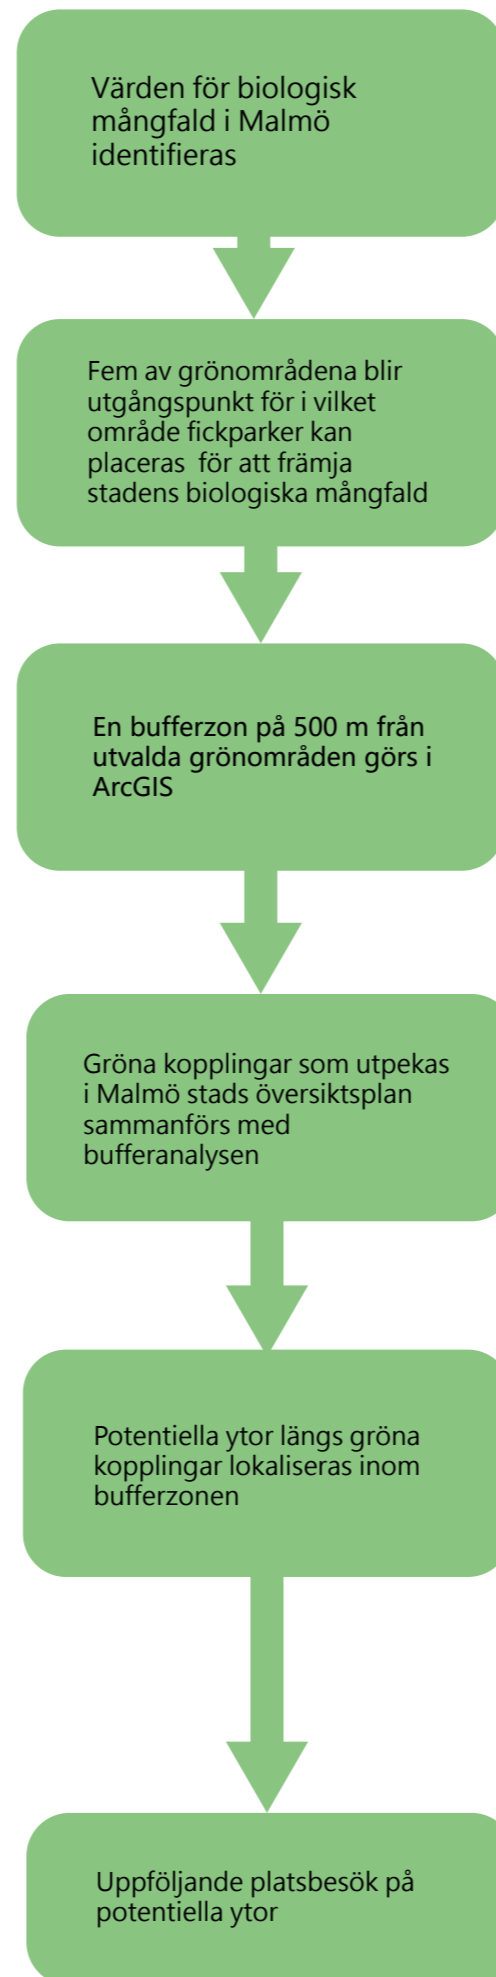 Värden för biologisk
mångfald i Malmö
identifieras
Fem av grönområdena blir
utgångspunkt för i vilket
område fickparker kan
placeras  för att främja
stadens biologiska mångfald
En bufferzon på 500 m från
utvalda grönområden görs i
ArcGIS
Gröna kopplingar som utpekas
i Malmö stads översiktsplan
sammanförs med
bufferanalysen
Potentiella ytor längs gröna
kopplingar lokaliseras inom
bufferzonen
Uppföljande platsbesök på
potentiella ytor